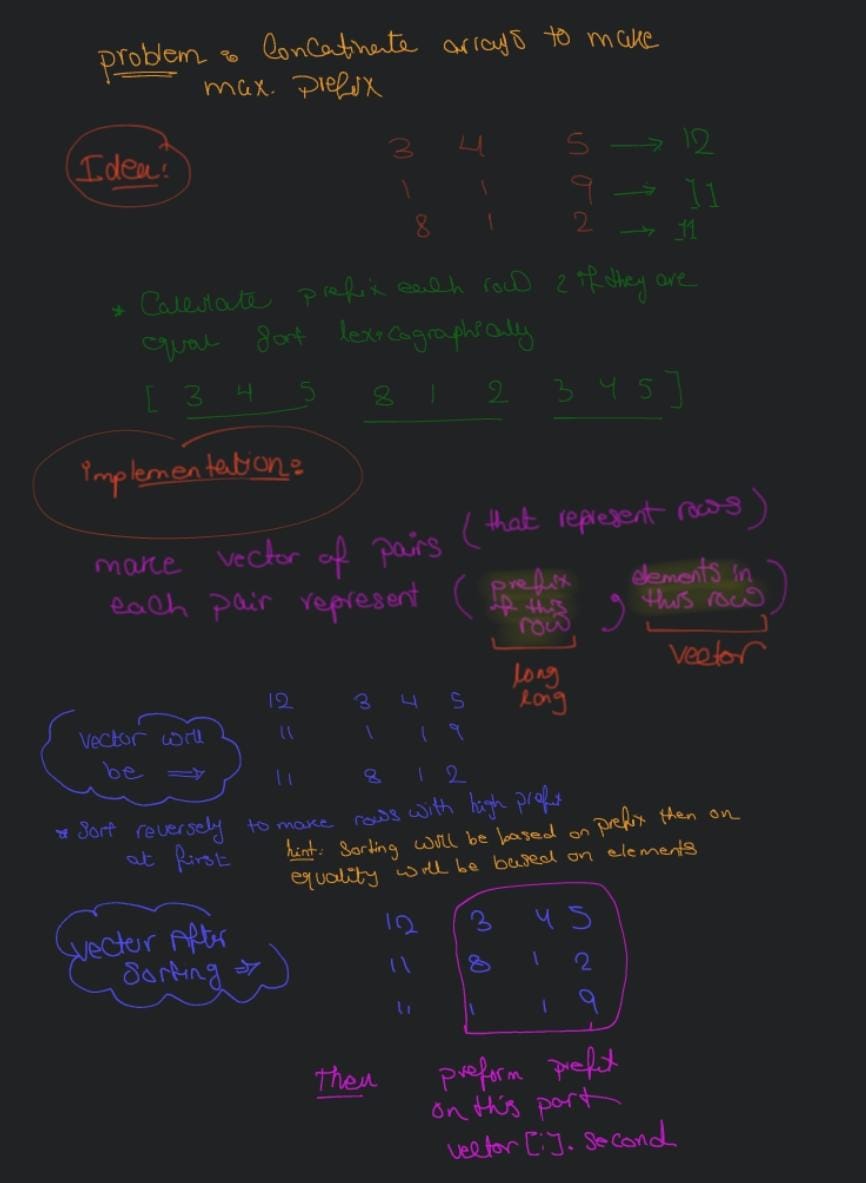 problem : Concatinate arrays to make
max. prefix
Idea:
3 4 5 → 12
1 1 9 → 11
8 1 2 → 11
* Calculate prefix each row & if they are
equal sort lexicographically
[ 3 4 5 8 1 2 3 4 5 ]
implementation:
make vector of pairs (that represent rows)
each pair represent ( prefix of this row , elements in this row )
long long
vector
vector will be ⇒
12 3 4 5
11 1 1 9
11 8 1 2
* Sort reversely to make rows with high prefix
at first
hint: Sorting will be based on prefix then on
equality will be based on elements
vector After Sorting ⇒
12 3 4 5
11 8 1 2
11 1 1 9
Then preform prefix
on this part
vector[i].second